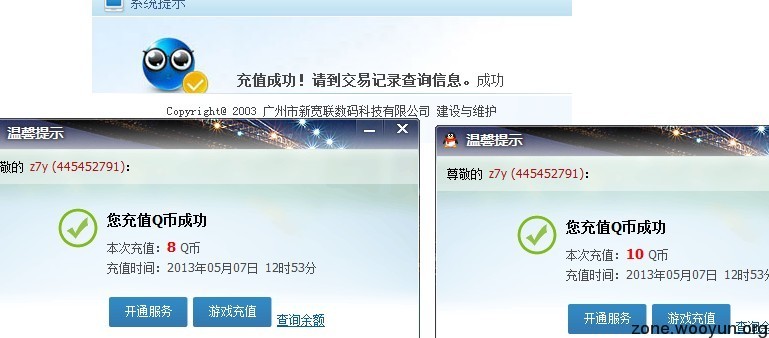 系统提示
充值成功！请到交易记录查询信息。成功
Copyright@ 2003 广州市新宽联数码科技有限公司 建设与维护
温馨提示
敬的 z7y (445452791)：
您充值Q币成功
本次充值：8 Q币
充值时间：2013年05月07日 12时53分
开通服务 游戏充值 查询余额
温馨提示
尊敬的 z7y (445452791)：
您充值Q币成功
本次充值：10 Q币
充值时间：2013年05月07日 12时53
开通服务 游戏充值 查询余
zone.wooyun.org